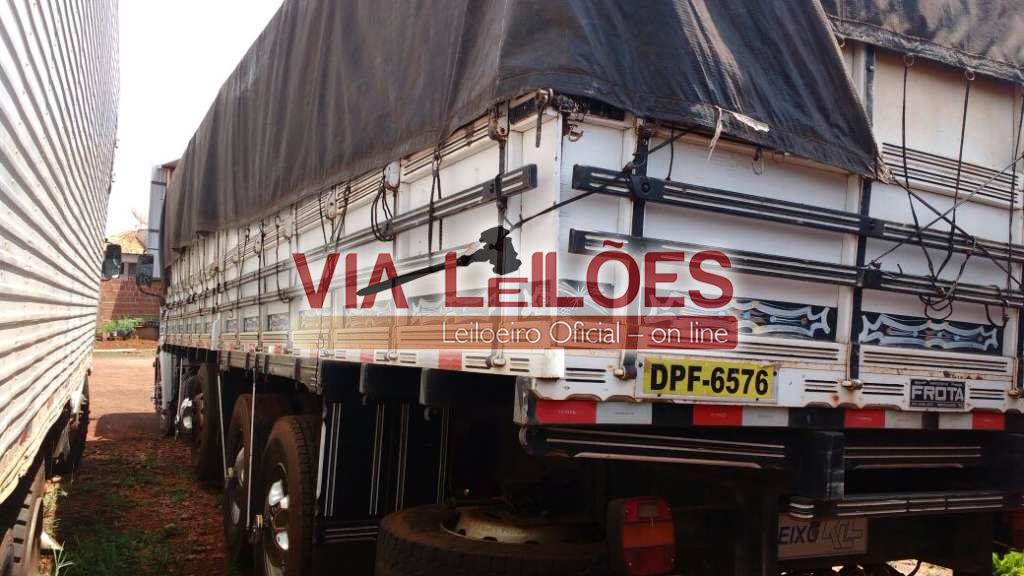 VIA LEILÕES
Leiloeiro Oficial – on line
DPF-6576
FROTA
EIXO